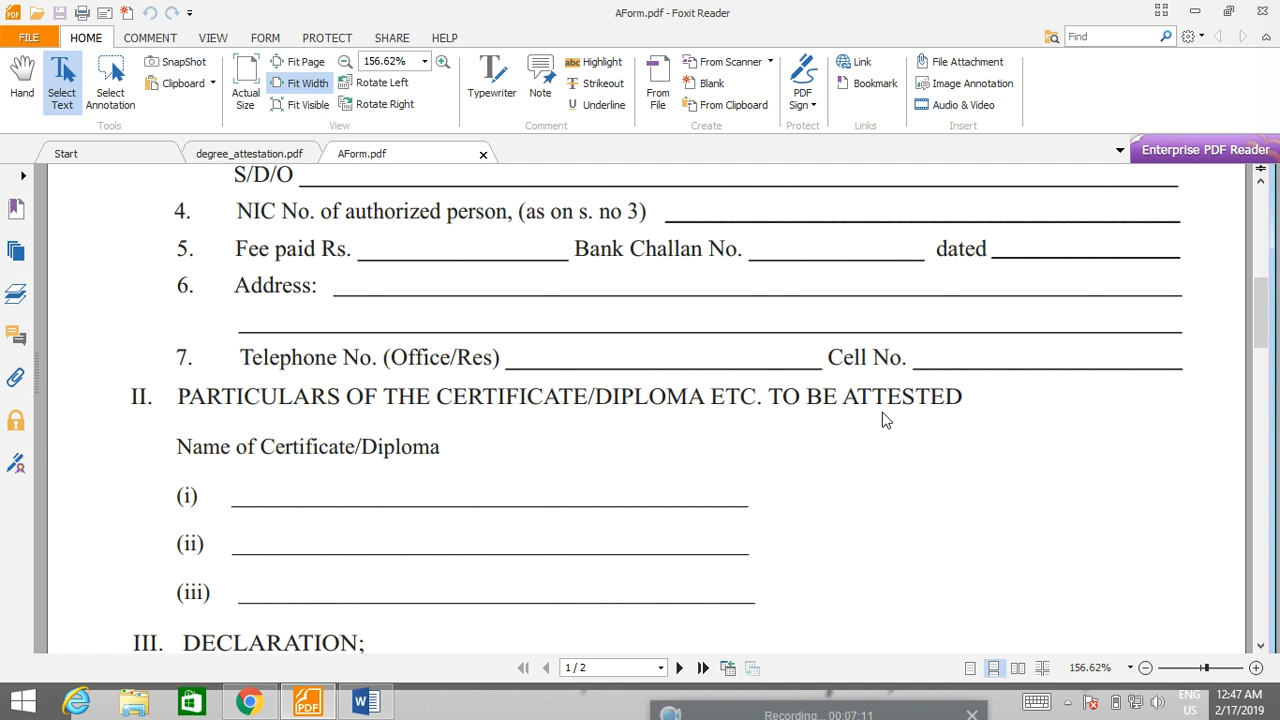 AForm.pdf - Foxit Reader
FILE HOME COMMENT VIEW FORM PROTECT SHARE HELP Find
Hand
Select Text
Select Annotation
SnapShot
Clipboard
Tools
Actual Size
Fit Page
Fit Width
Fit Visible
156.62%
Rotate Left
Rotate Right
View
Typewriter
Note
Highlight
Strikeout
Underline
Comment
From File
From Scanner
Blank
From Clipboard
Create
PDF Sign
Protect
Link
Bookmark
Links
File Attachment
Image Annotation
Audio & Video
Insert
Start degree_attestation.pdf AForm.pdf Enterprise PDF Reader
S/D/O
4. NIC No. of authorized person, (as on s. no 3)
5. Fee paid Rs. Bank Challan No. dated
6. Address:
7. Telephone No. (Office/Res) Cell No.
II. PARTICULARS OF THE CERTIFICATE/DIPLOMA ETC. TO BE ATTESTED
Name of Certificate/Diploma
(i)
(ii)
(iii)
III. DECLARATION;
1 / 2 156.62%
ENG 12:47 AM
US 2/17/2019
Recording... 00:07:11